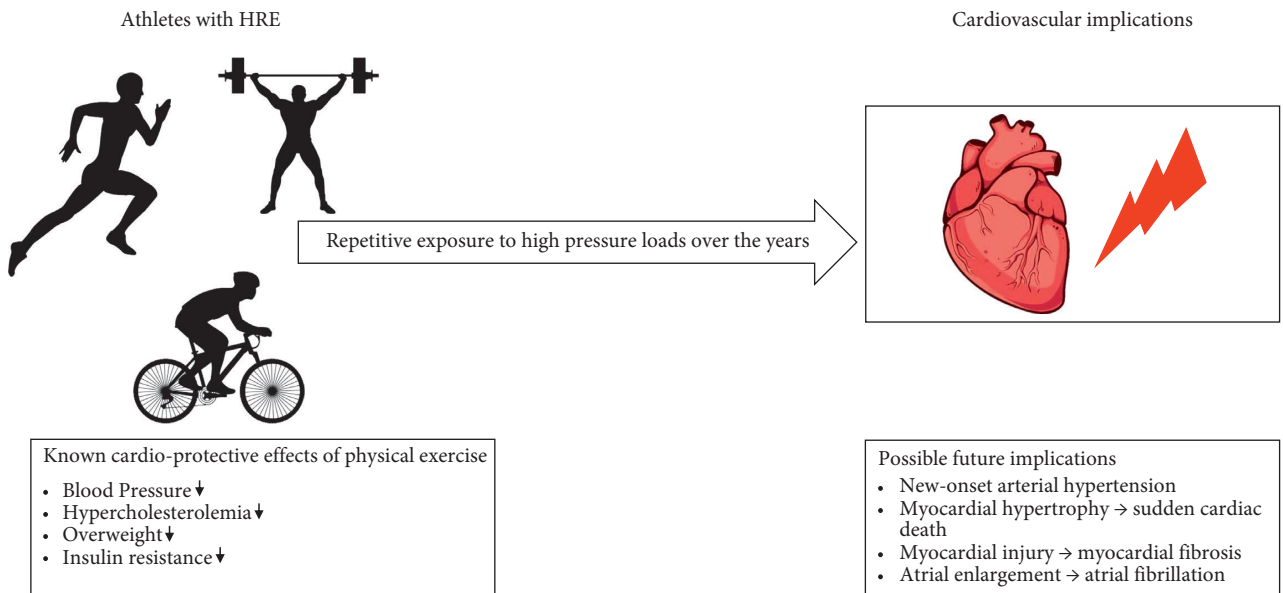 Athletes with HRE
Cardiovascular implications
Repetitive exposure to high pressure loads over the years
Known cardio-protective effects of physical exercise
• Blood Pressure ↓
• Hypercholesterolemia ↓
• Overweight ↓
• Insulin resistance ↓
Possible future implications
• New-onset arterial hypertension
• Myocardial hypertrophy → sudden cardiac
death
• Myocardial injury → myocardial fibrosis
• Atrial enlargement → atrial fibrillation